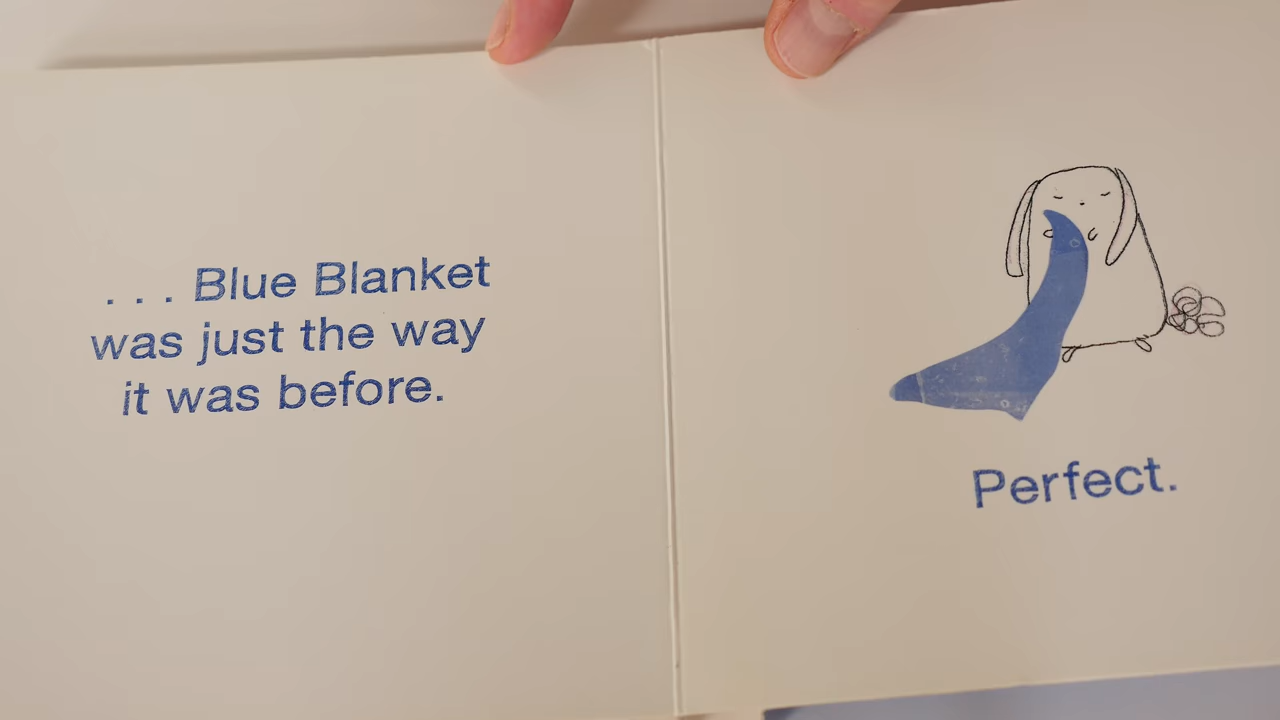 . . . Blue Blanket
was just the way
it was before.
Perfect.